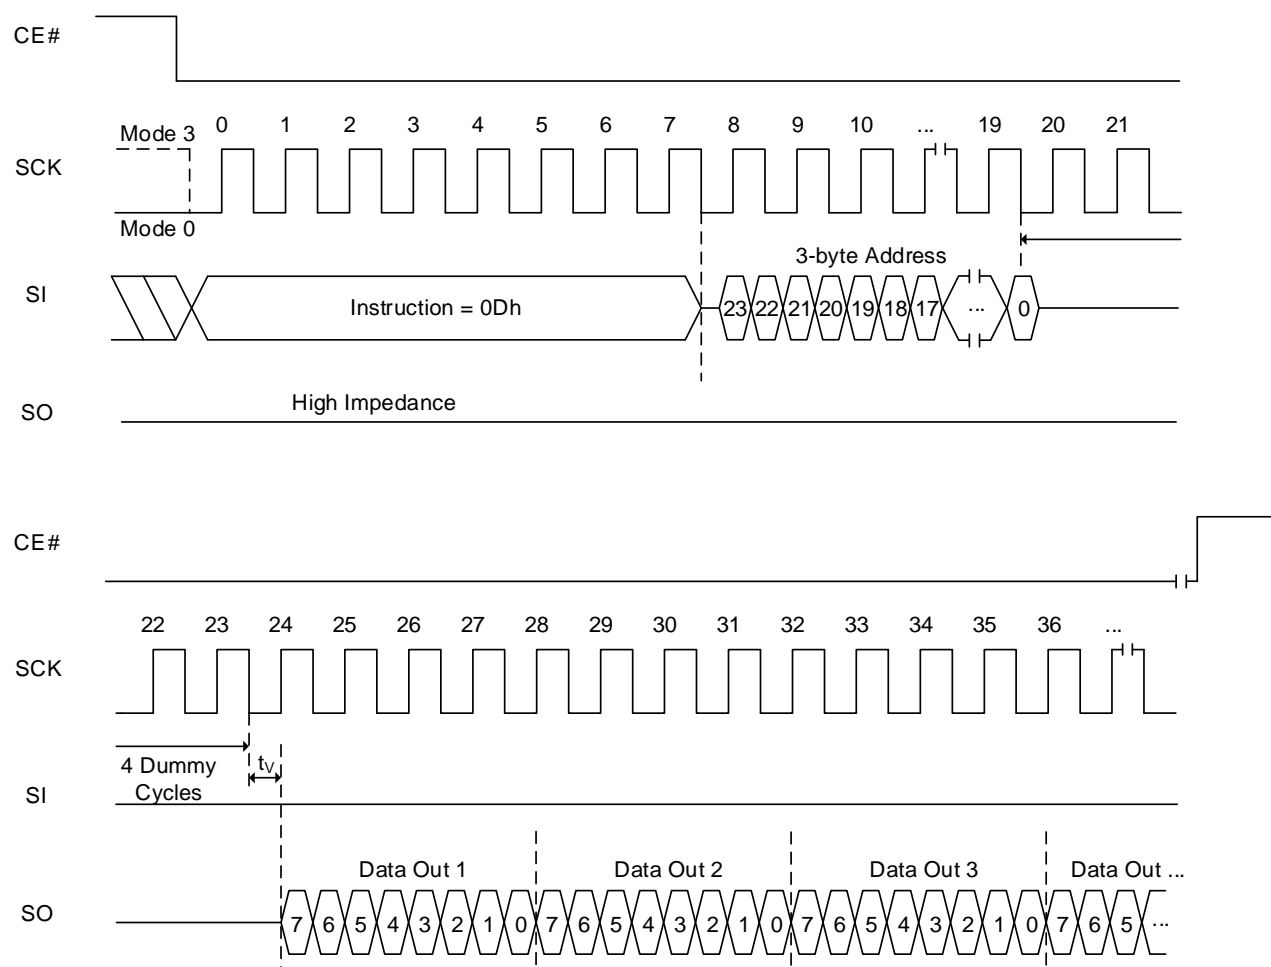 CE#
Mode 3
0 1 2 3 4 5 6 7 8 9 10 ... 19 20 21
SCK
Mode 0
3-byte Address
SI
Instruction = 0Dh
23 22 21 20 19 18 17 ... 0
High Impedance
SO
CE#
22 23 24 25 26 27 28 29 30 31 32 33 34 35 36 ...
SCK
4 Dummy
Cycles
tV
SI
Data Out 1 Data Out 2 Data Out 3 Data Out ...
SO
7 6 5 4 3 2 1 0 7 6 5 4 3 2 1 0 7 6 5 4 3 2 1 0 7 6 5 ...